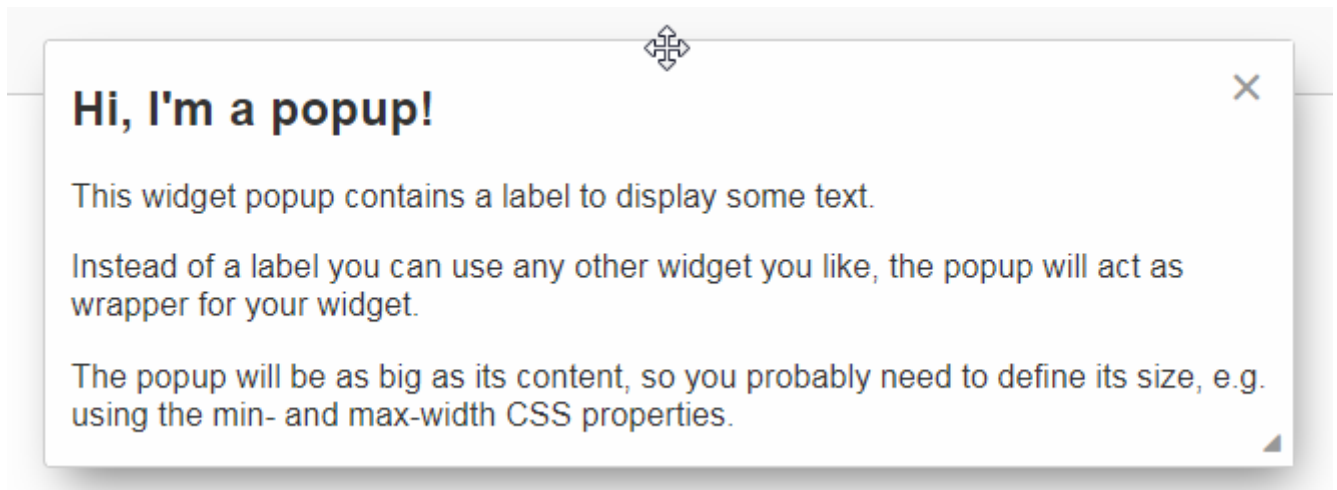 Hi, I'm a popup!
This widget popup contains a label to display some text.
Instead of a label you can use any other widget you like, the popup will act as
wrapper for your widget.
The popup will be as big as its content, so you probably need to define its size, e.g.
using the min- and max-width CSS properties.